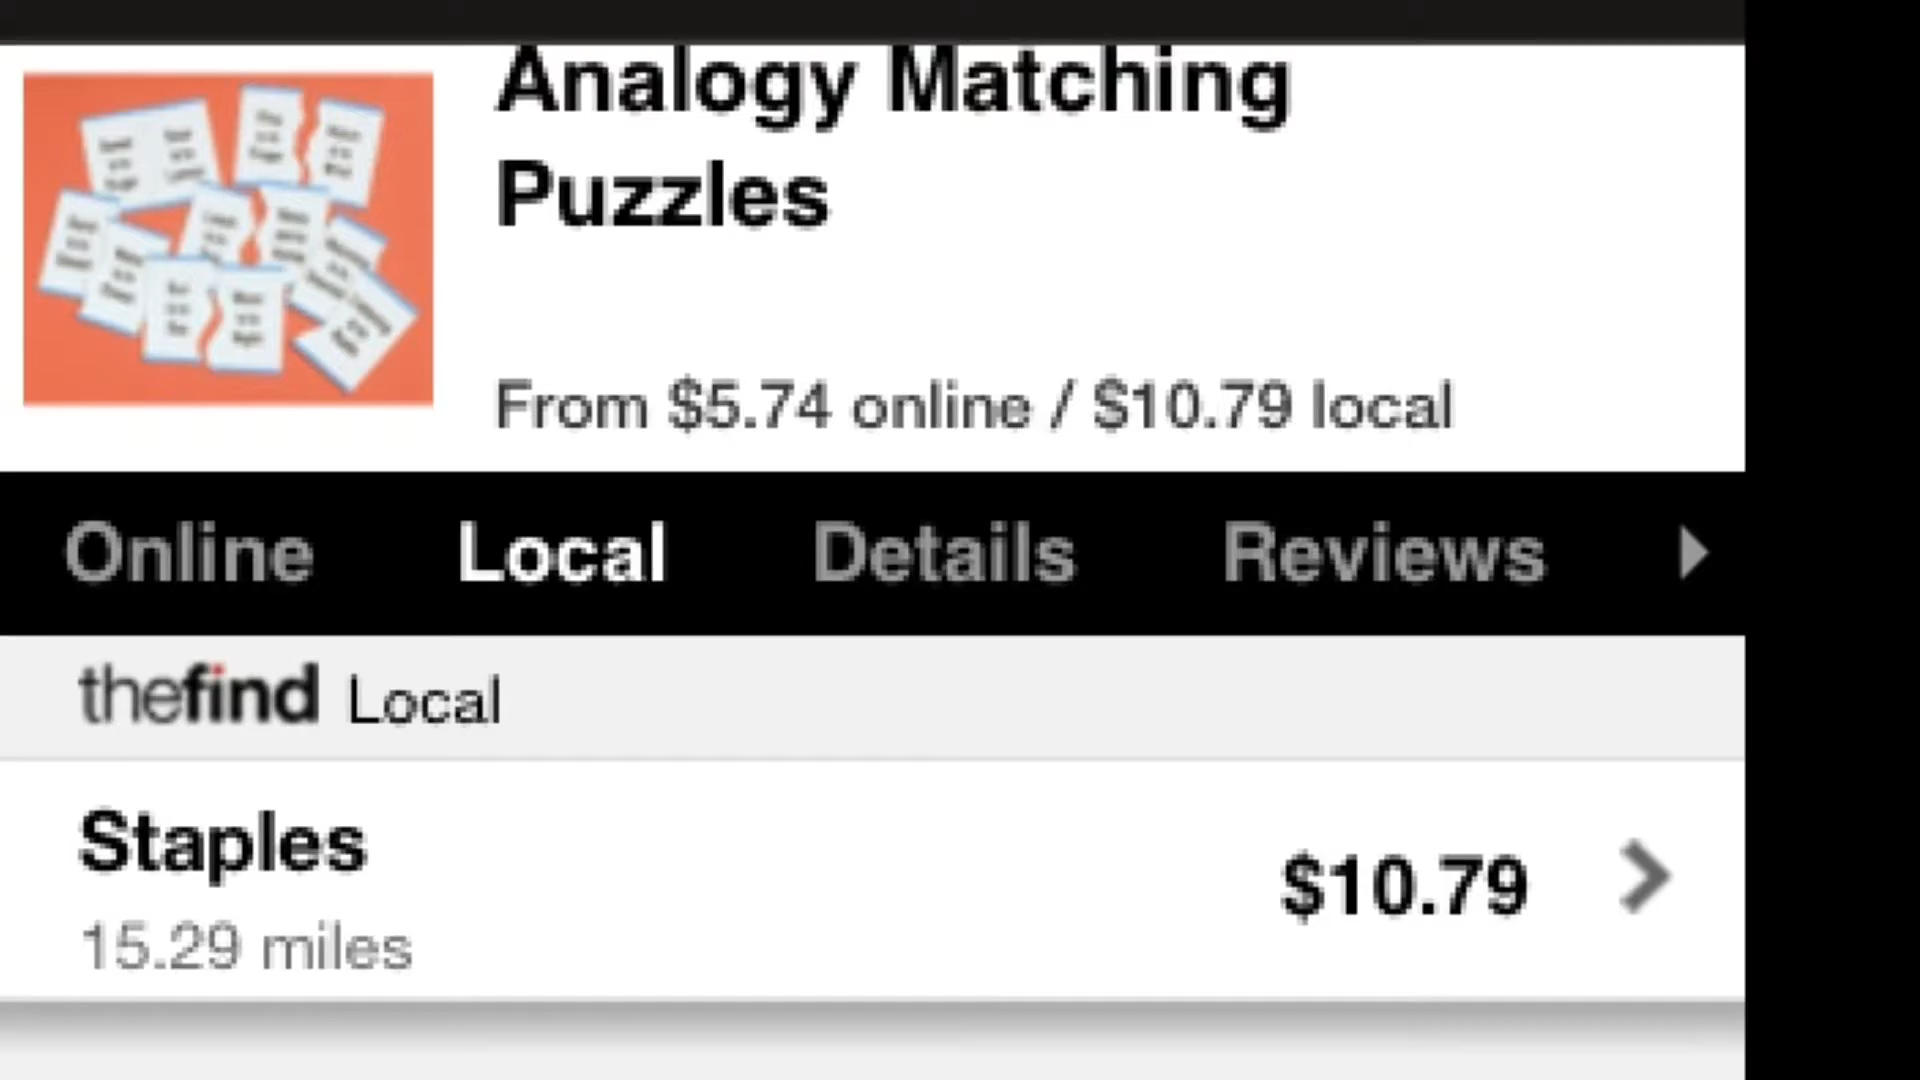 Analogy Matching
Puzzles
From $5.74 online / $10.79 local
Online Local Details Reviews
thefind Local
Staples
$10.79
15.29 miles